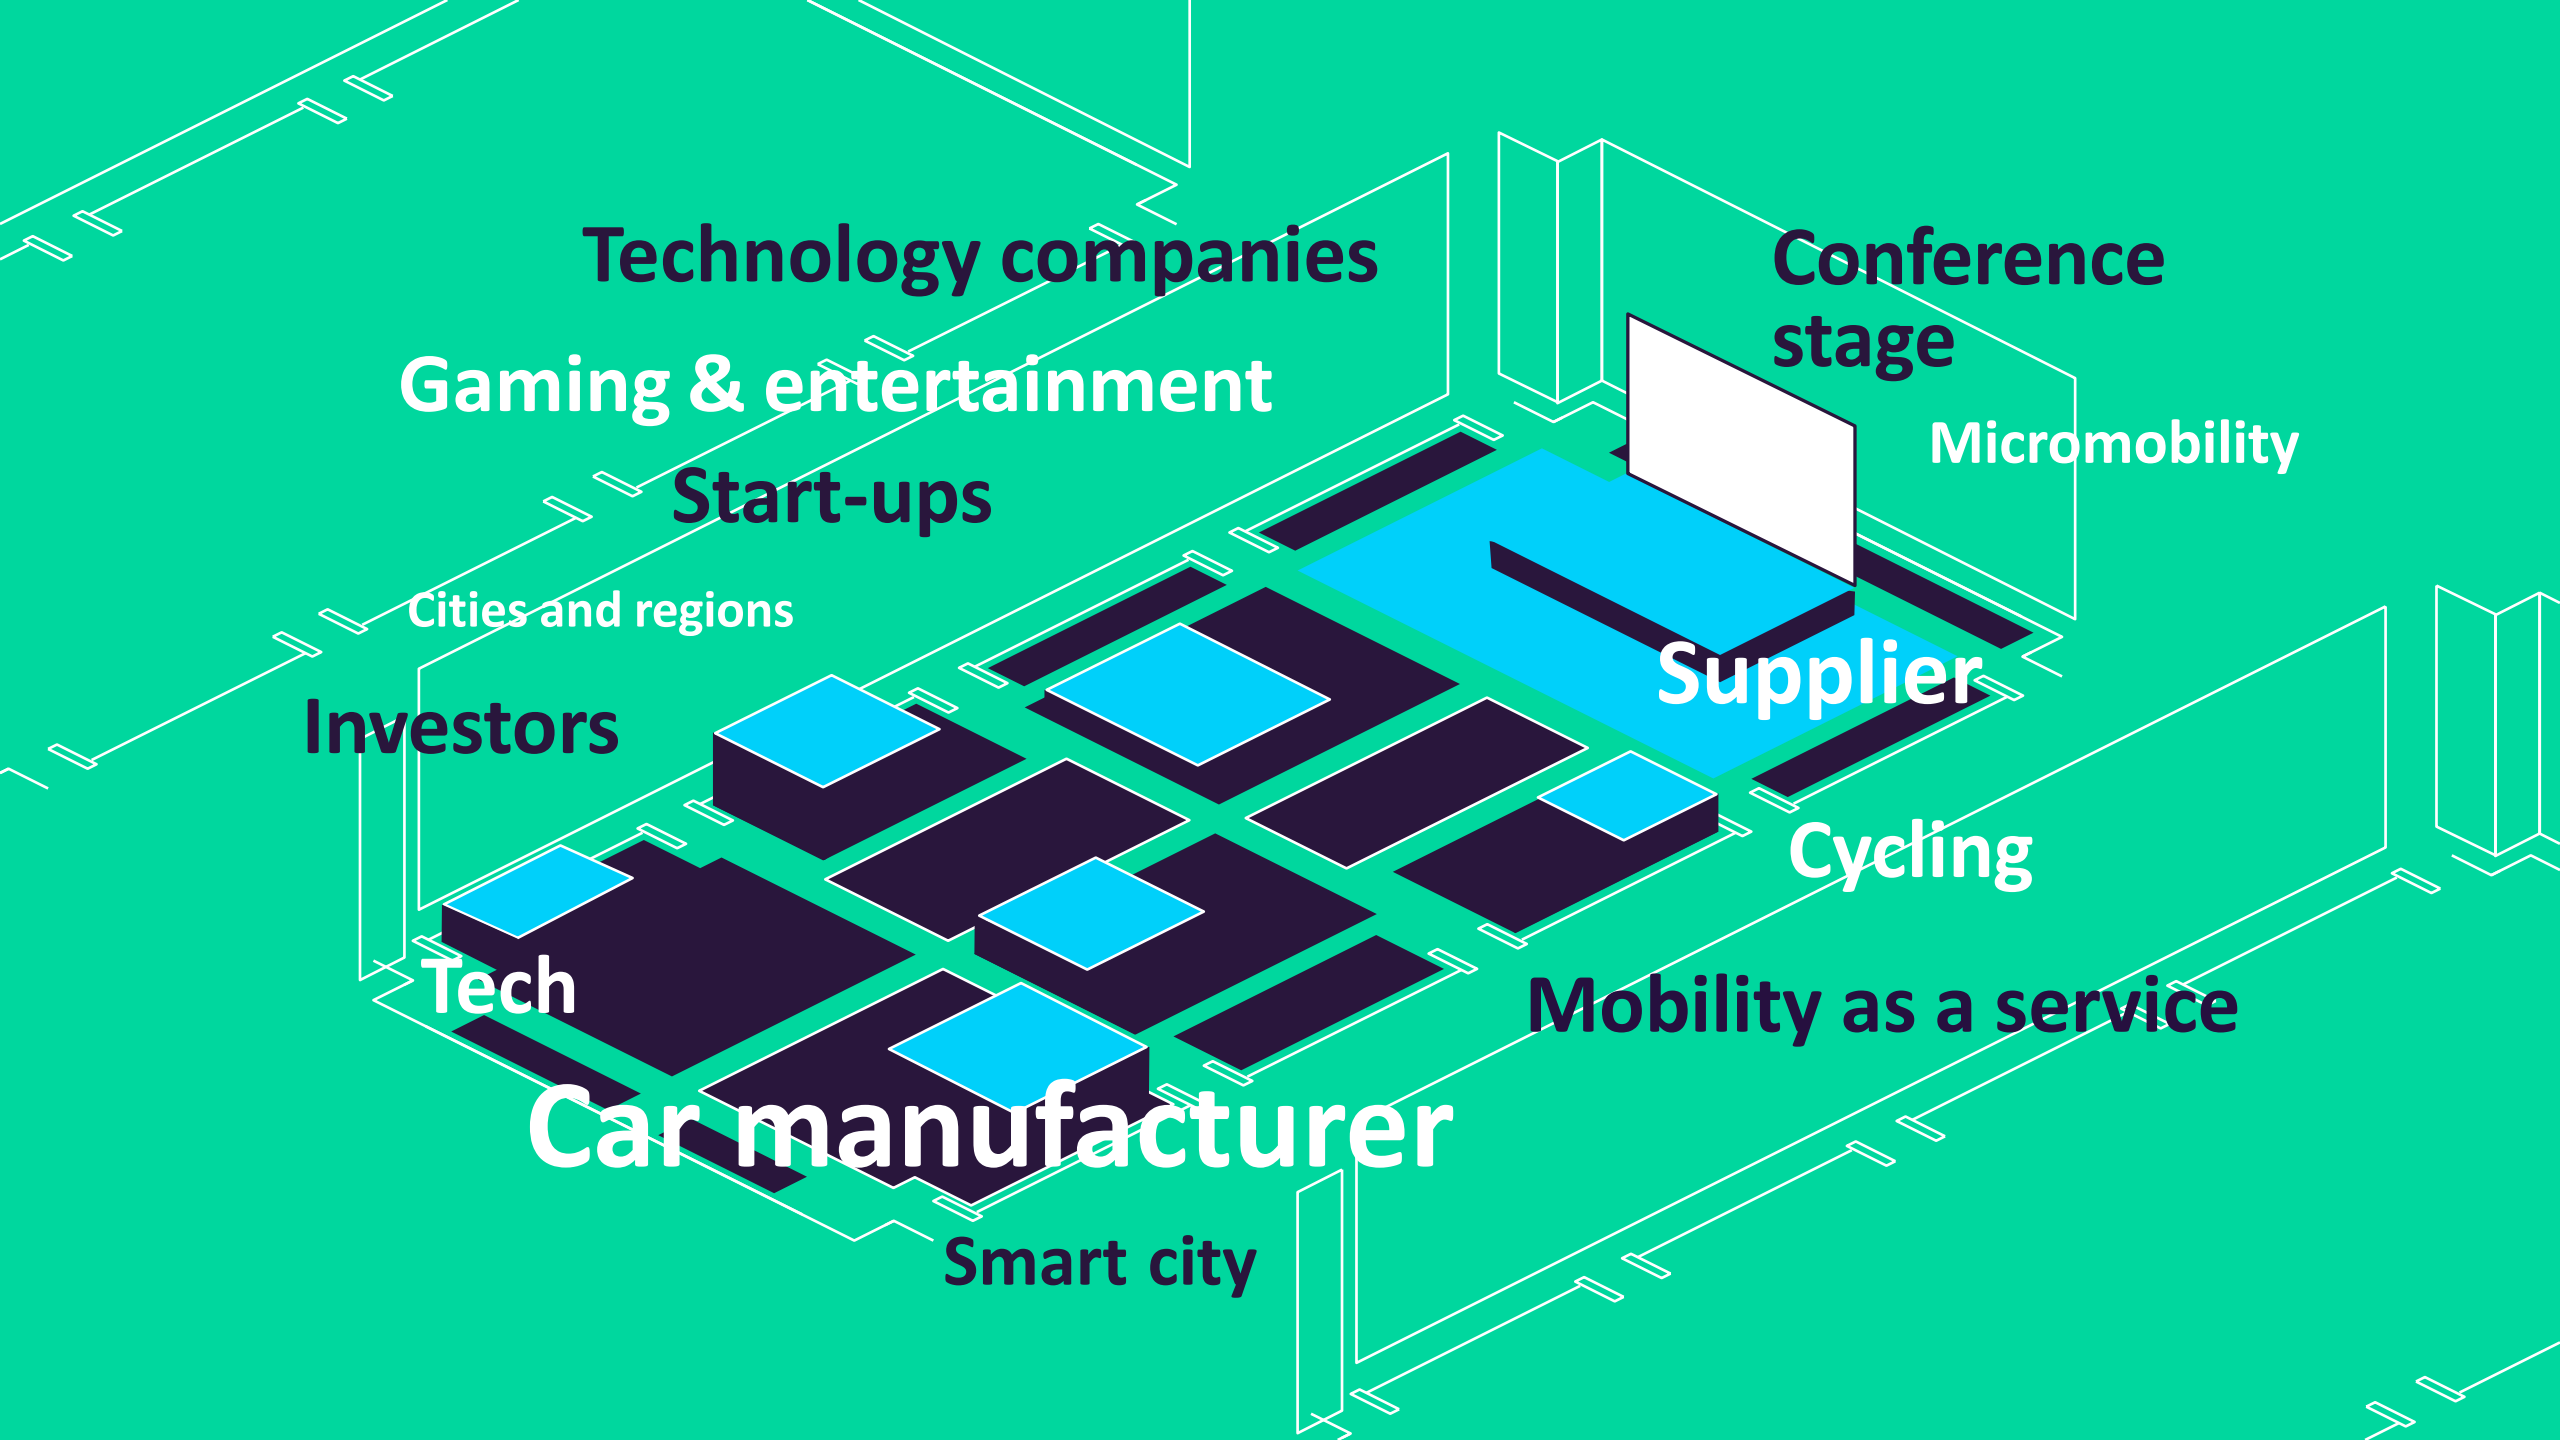 Technology companies
Conference
stage
Gaming & entertainment
Micromobility
Start-ups
Cities and regions
Supplier
Investors
Cycling
Tech
Mobility as a service
Car manufacturer
Smart city